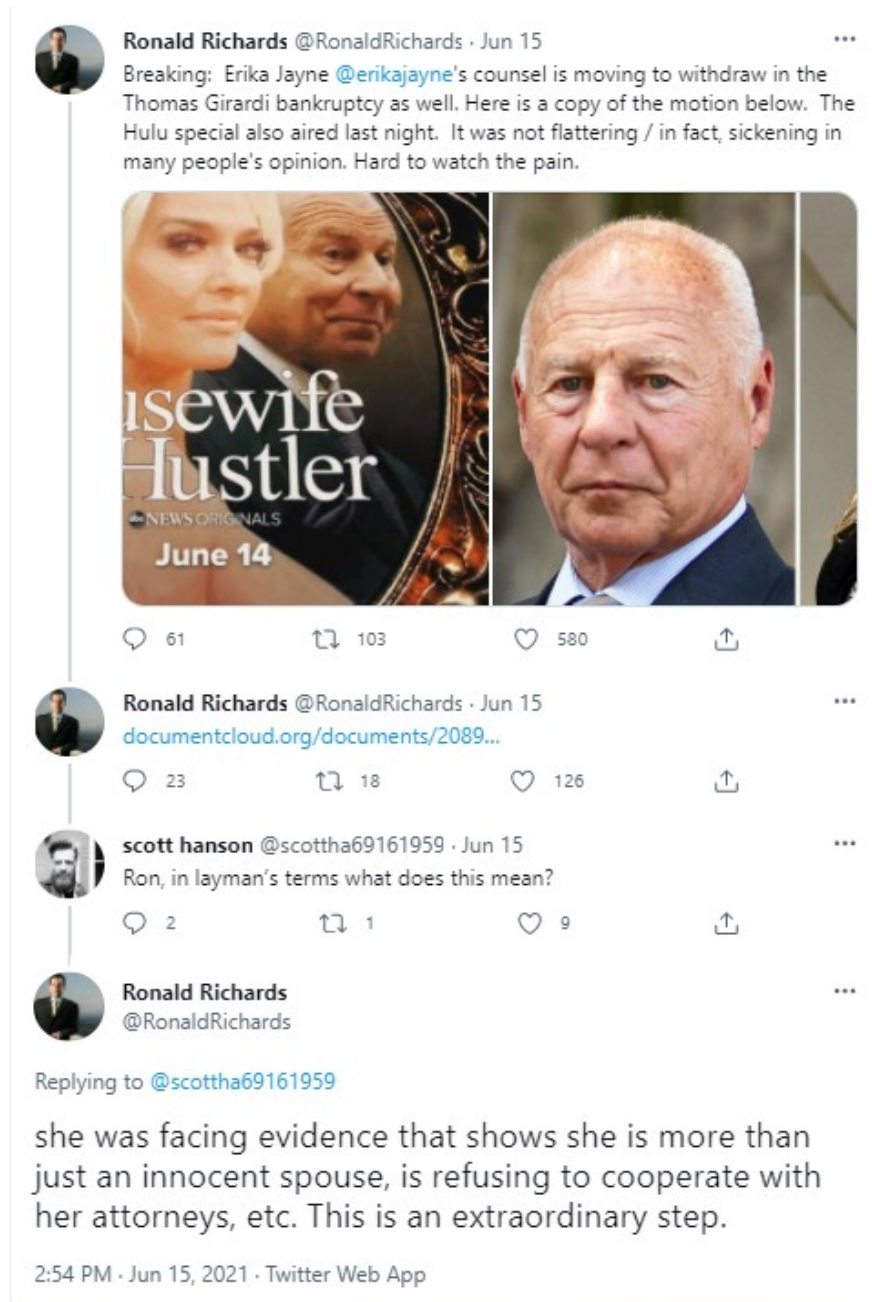 Ronald Richards @RonaldRichards · Jun 15
Breaking: Erika Jayne @erikajayne's counsel is moving to withdraw in the
Thomas Girardi bankruptcy as well. Here is a copy of the motion below. The
Hulu special also aired last night. It was not flattering / in fact, sickening in
many people's opinion. Hard to watch the pain.
usewife
Hustler
abc NEWS ORIGINALS
June 14
61 103 580
Ronald Richards @RonaldRichards · Jun 15
documentcloud.org/documents/2089...
23 18 126
scott hanson @scottha69161959 · Jun 15
Ron, in layman's terms what does this mean?
2 1 9
Ronald Richards
@RonaldRichards
Replying to @scottha69161959
she was facing evidence that shows she is more than
just an innocent spouse, is refusing to cooperate with
her attorneys, etc. This is an extraordinary step.
2:54 PM · Jun 15, 2021 · Twitter Web App